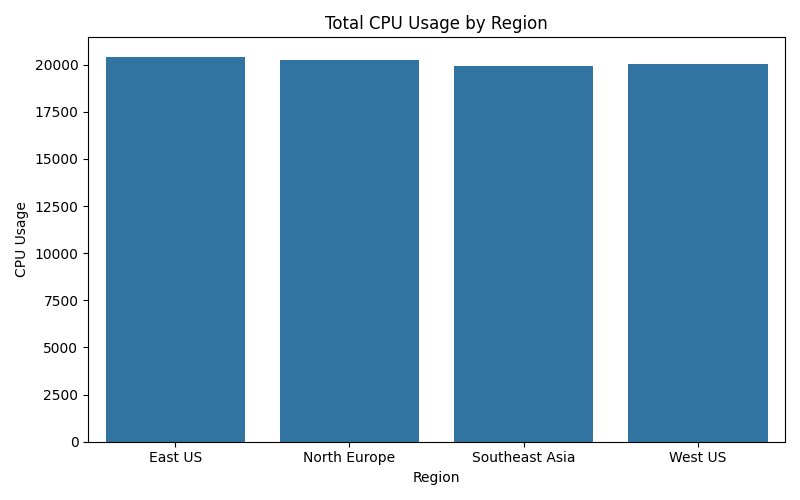 Total CPU Usage by Region
CPU Usage
20000
17500
15000
12500
10000
7500
5000
2500
0
East US
North Europe
Southeast Asia
West US
Region